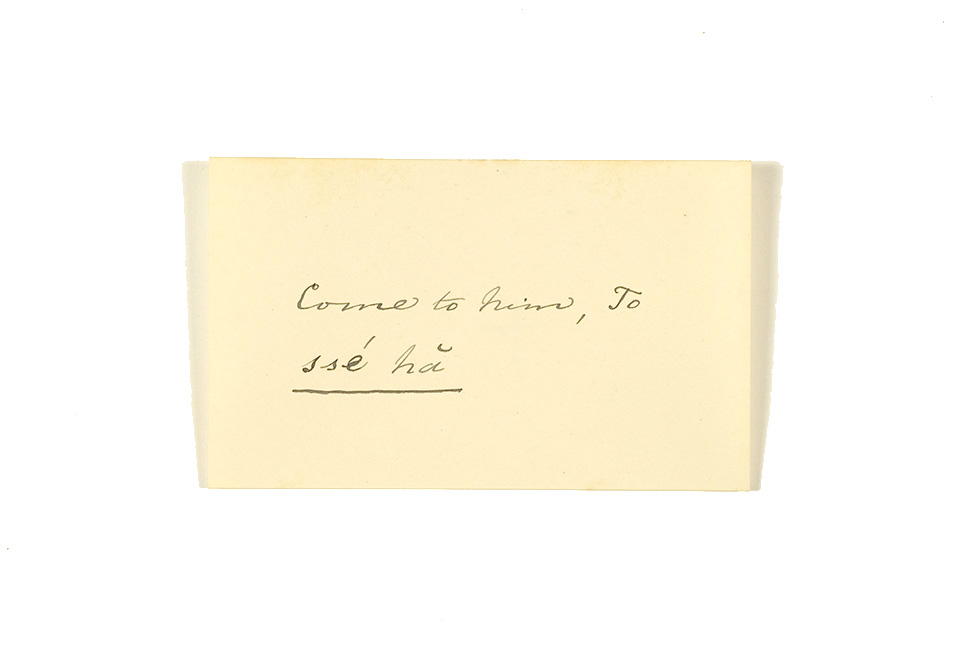 Come to him, To
ssé hă